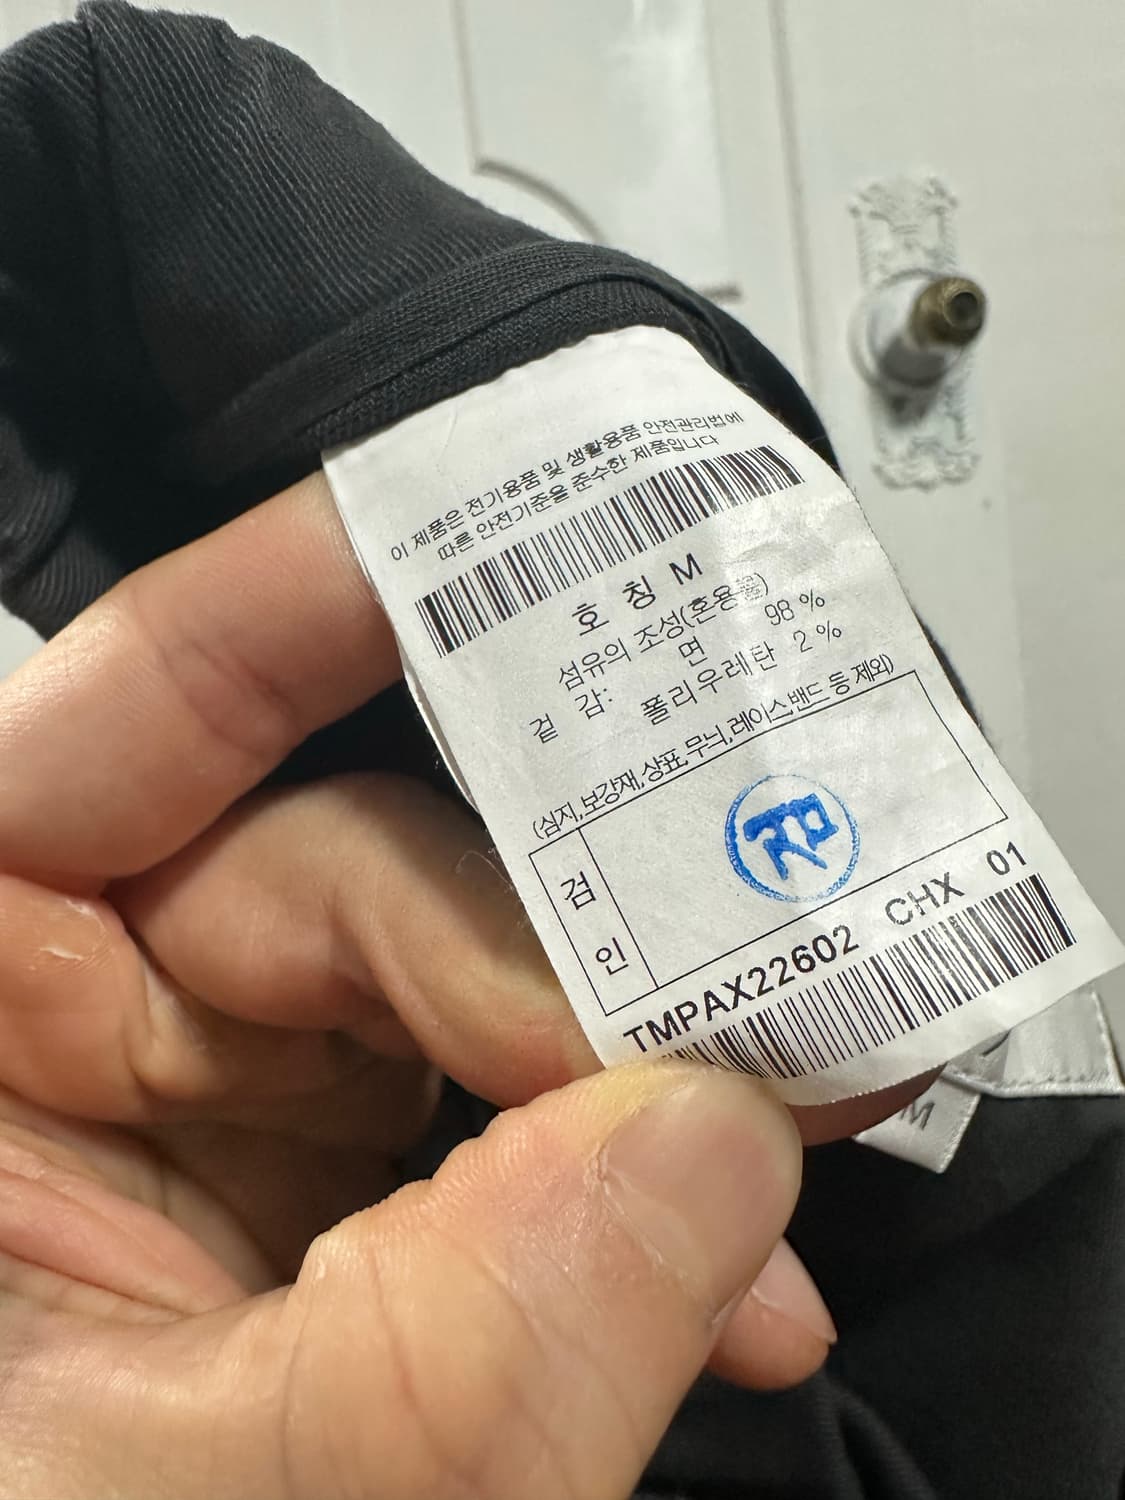 이 제품은 전기용품 및 생활용품 안전관리법에
따른 안전기준을 준수한 제품입니다
호 칭 M
섬유의 조성(혼용률)
면 98 %
겉 감: 폴리우레탄 2 %
(심지,보강재,상표,무늬,레이스,밴드 등 제외)
검
인
TMPAX22602 CHX 01
M